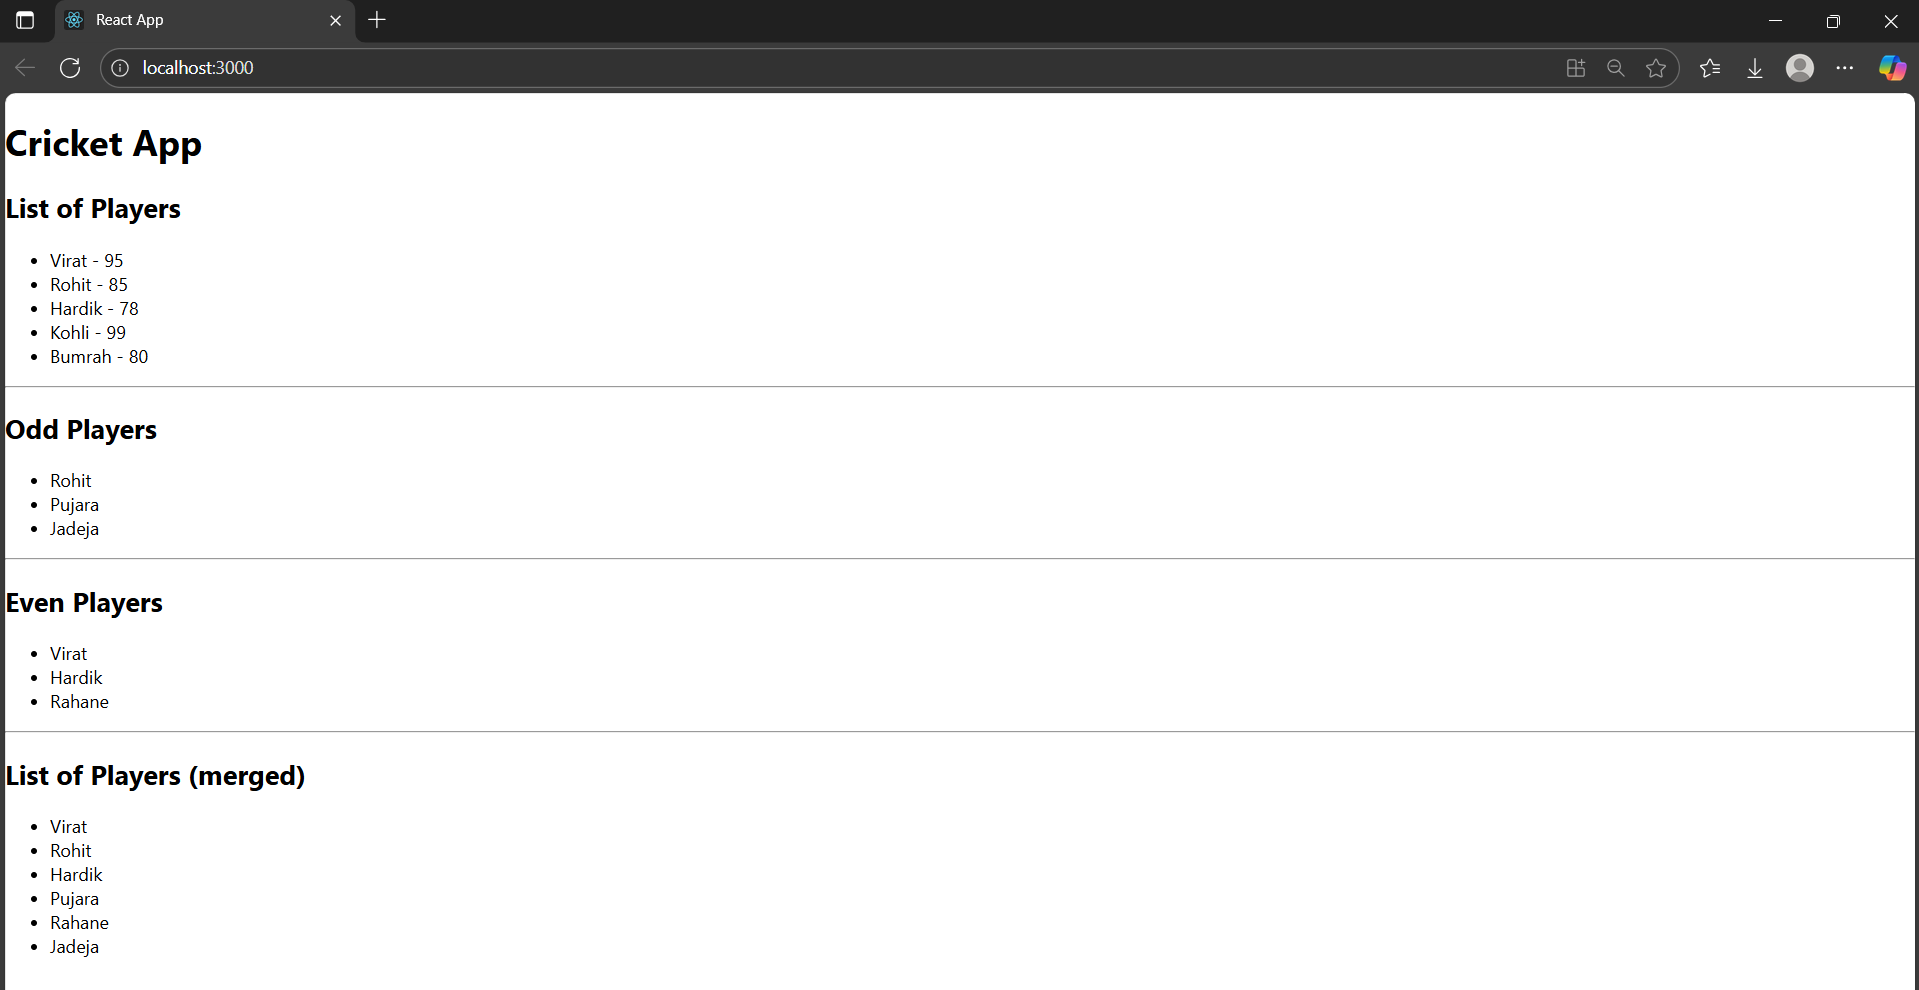 React App
localhost:3000
Cricket App
List of Players
Virat - 95
Rohit - 85
Hardik - 78
Kohli - 99
Bumrah - 80
Odd Players
Rohit
Pujara
Jadeja
Even Players
Virat
Hardik
Rahane
List of Players (merged)
Virat
Rohit
Hardik
Pujara
Rahane
Jadeja